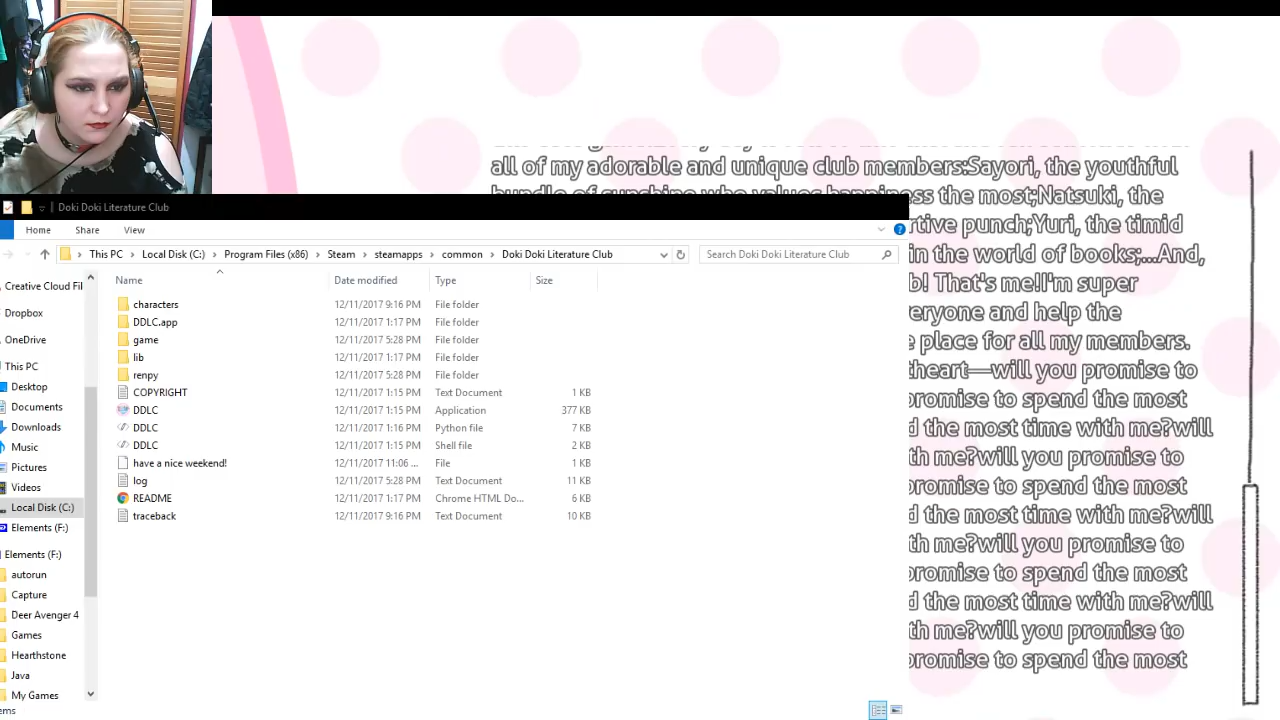 all of my adorable and unique club members:Sayori, the youthful
bundle of sunshine who values happiness the most;Natsuki, the
Doki Doki Literature Club
rtive punch;Yuri, the timid
Home Share View
in the world of books;...And,
This PC Local Disk (C:) Program Files (x86) Steam steamapps common Doki Doki Literature Club Search Doki Doki Literature Club
Name Date modified Type Size
b! That's me!I'm super
Creative Cloud Fil
characters 12/11/2017 9:16 PM File folder
Dropbox
eryone and help the
DDLC.app 12/11/2017 1:17 PM File folder
OneDrive
game 12/11/2017 5:28 PM File folder
e place for all my members.
lib 12/11/2017 1:17 PM File folder
This PC
theart—will you promise to
renpy 12/11/2017 5:28 PM File folder
Desktop
COPYRIGHT 12/11/2017 1:15 PM Text Document 1 KB
promise to spend the most
Documents
DDLC 12/11/2017 1:15 PM Application 377 KB
Downloads
DDLC 12/11/2017 1:16 PM Python file 7 KB
d the most time with me?will
Music
DDLC 12/11/2017 1:15 PM Shell file 2 KB
th me?will you promise to
Pictures
have a nice weekend! 12/11/2017 11:06 ... File 1 KB
Videos
log 12/11/2017 5:28 PM Text Document 11 KB
promise to spend the most
Local Disk (C:)
README 12/11/2017 1:17 PM Chrome HTML Do... 6 KB
d the most time with me?will
traceback 12/11/2017 9:16 PM Text Document 10 KB
Elements (F:)
th me?will you promise to
Elements (F:)
autorun
promise to spend the most
Capture
d the most time with me?will
Deer Avenger 4
th me?will you promise to
Games
Hearthstone
promise to spend the most
Java
My Games
ems